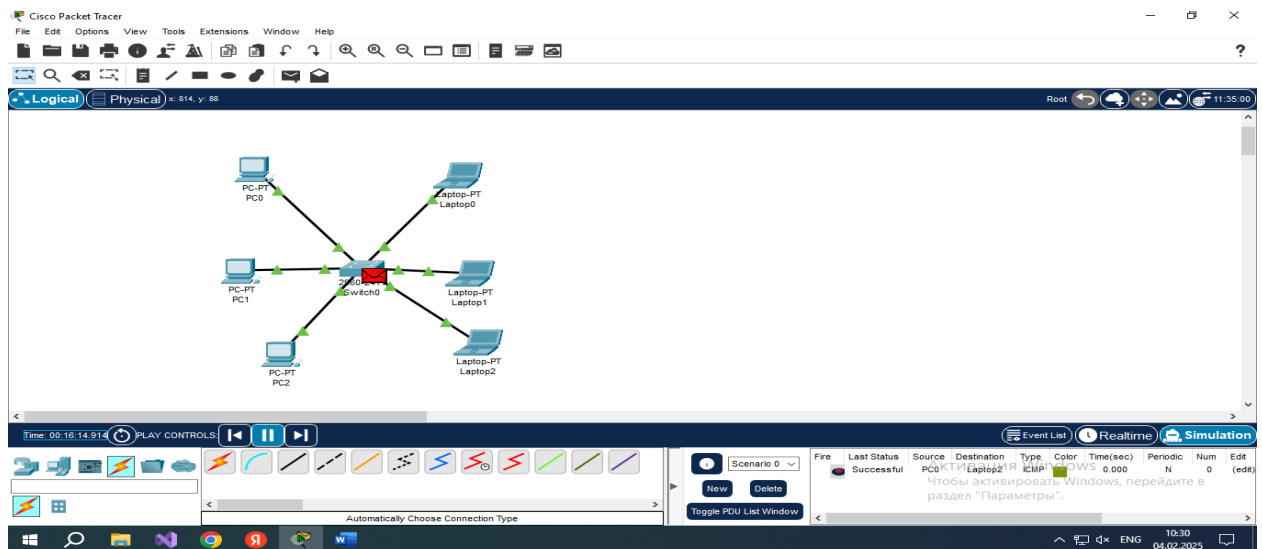 Cisco Packet Tracer
File Edit Options View Tools Extensions Window Help
?
Logical Physical x: 814, y: 88 Root 11:35:00
PC-PT
PC0
Laptop-PT
Laptop0
PC-PT
PC1
Switch0
Laptop-PT
Laptop1
PC-PT
PC2
Laptop-PT
Laptop2
Time: 00:16:14.914 PLAY CONTROLS: Event List Realtime Simulation
Scenario 0
New Delete
Toggle PDU List Window
Automatically Choose Connection Type
Fire Last Status Source Destination Type Color Time(sec) Periodic Num Edit
Successful PC0 Laptop2 ICMP 0.000 N 0 (edit)
Активация Windows
Чтобы активировать Windows, перейдите в
раздел "Параметры".
ENG 10:30
04.02.2025